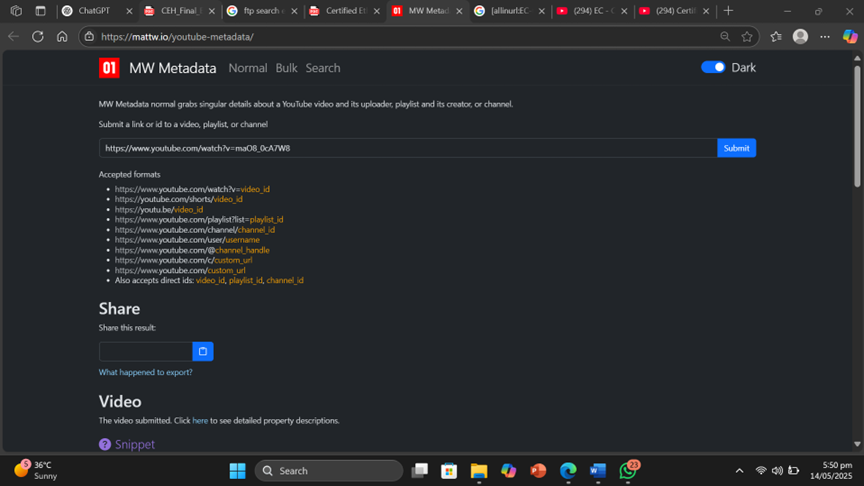 ChatGPT
CEH_Final_
ftp search
Certified Et
MW Metad
[allinurl:EC
(294) EC - C
(294) Certif
https://mattw.io/youtube-metadata/
01
MW Metadata
Normal
Bulk
Search
Dark
MW Metadata normal grabs singular details about a YouTube video and its uploader, playlist and its creator, or channel.
Submit a link or id to a video, playlist, or channel
https://www.youtube.com/watch?v=maO8_0cA7W8
Submit
Accepted formats
https://www.youtube.com/watch?v=video_id
https://youtube.com/shorts/video_id
https://youtu.be/video_id
https://www.youtube.com/playlist?list=playlist_id
https://www.youtube.com/channel/channel_id
https://www.youtube.com/user/username
https://www.youtube.com/@channel_handle
https://www.youtube.com/c/custom_url
https://www.youtube.com/custom_url
Also accepts direct ids: video_id, playlist_id, channel_id
Share
Share this result:
What happened to export?
Video
The video submitted. Click here to see detailed property descriptions.
Snippet
36°C
Sunny
Search
23
5:50 pm
14/05/2025